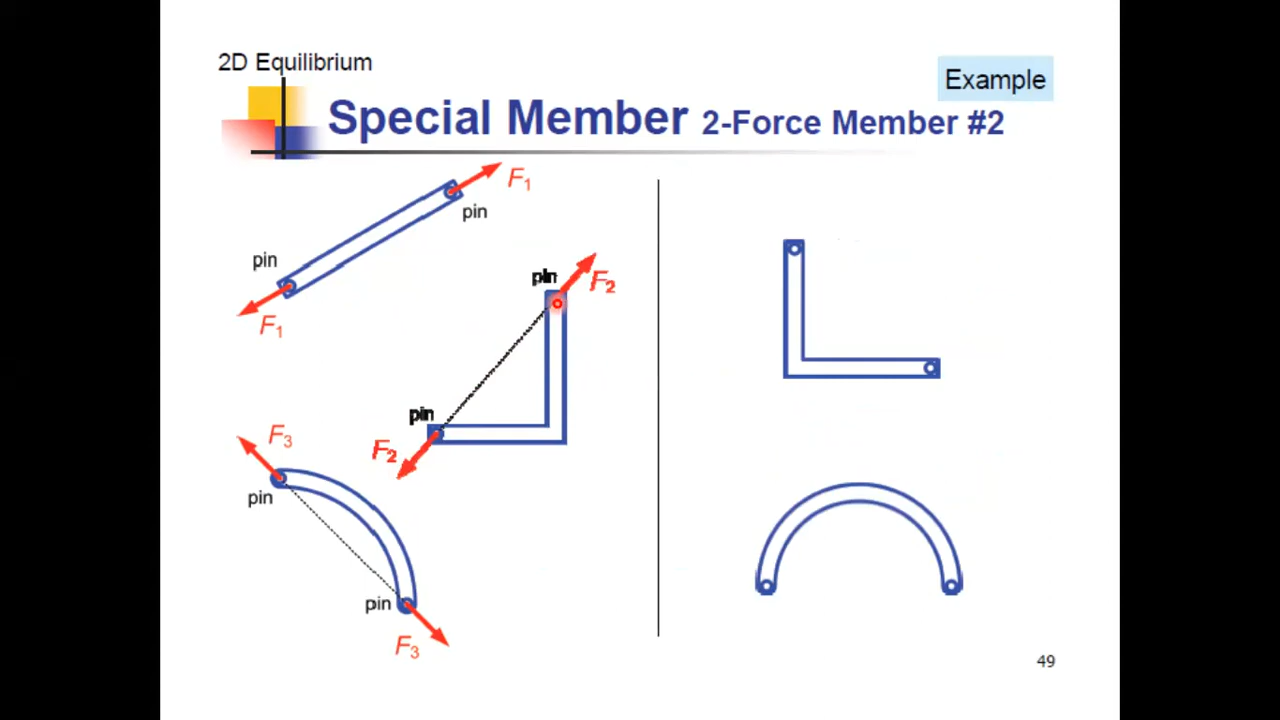 2D Equilibrium
Example
Special Member 2-Force Member #2
F1
pin
pin
F1
pin
F2
pin
F2
F3
pin
pin
F3
49